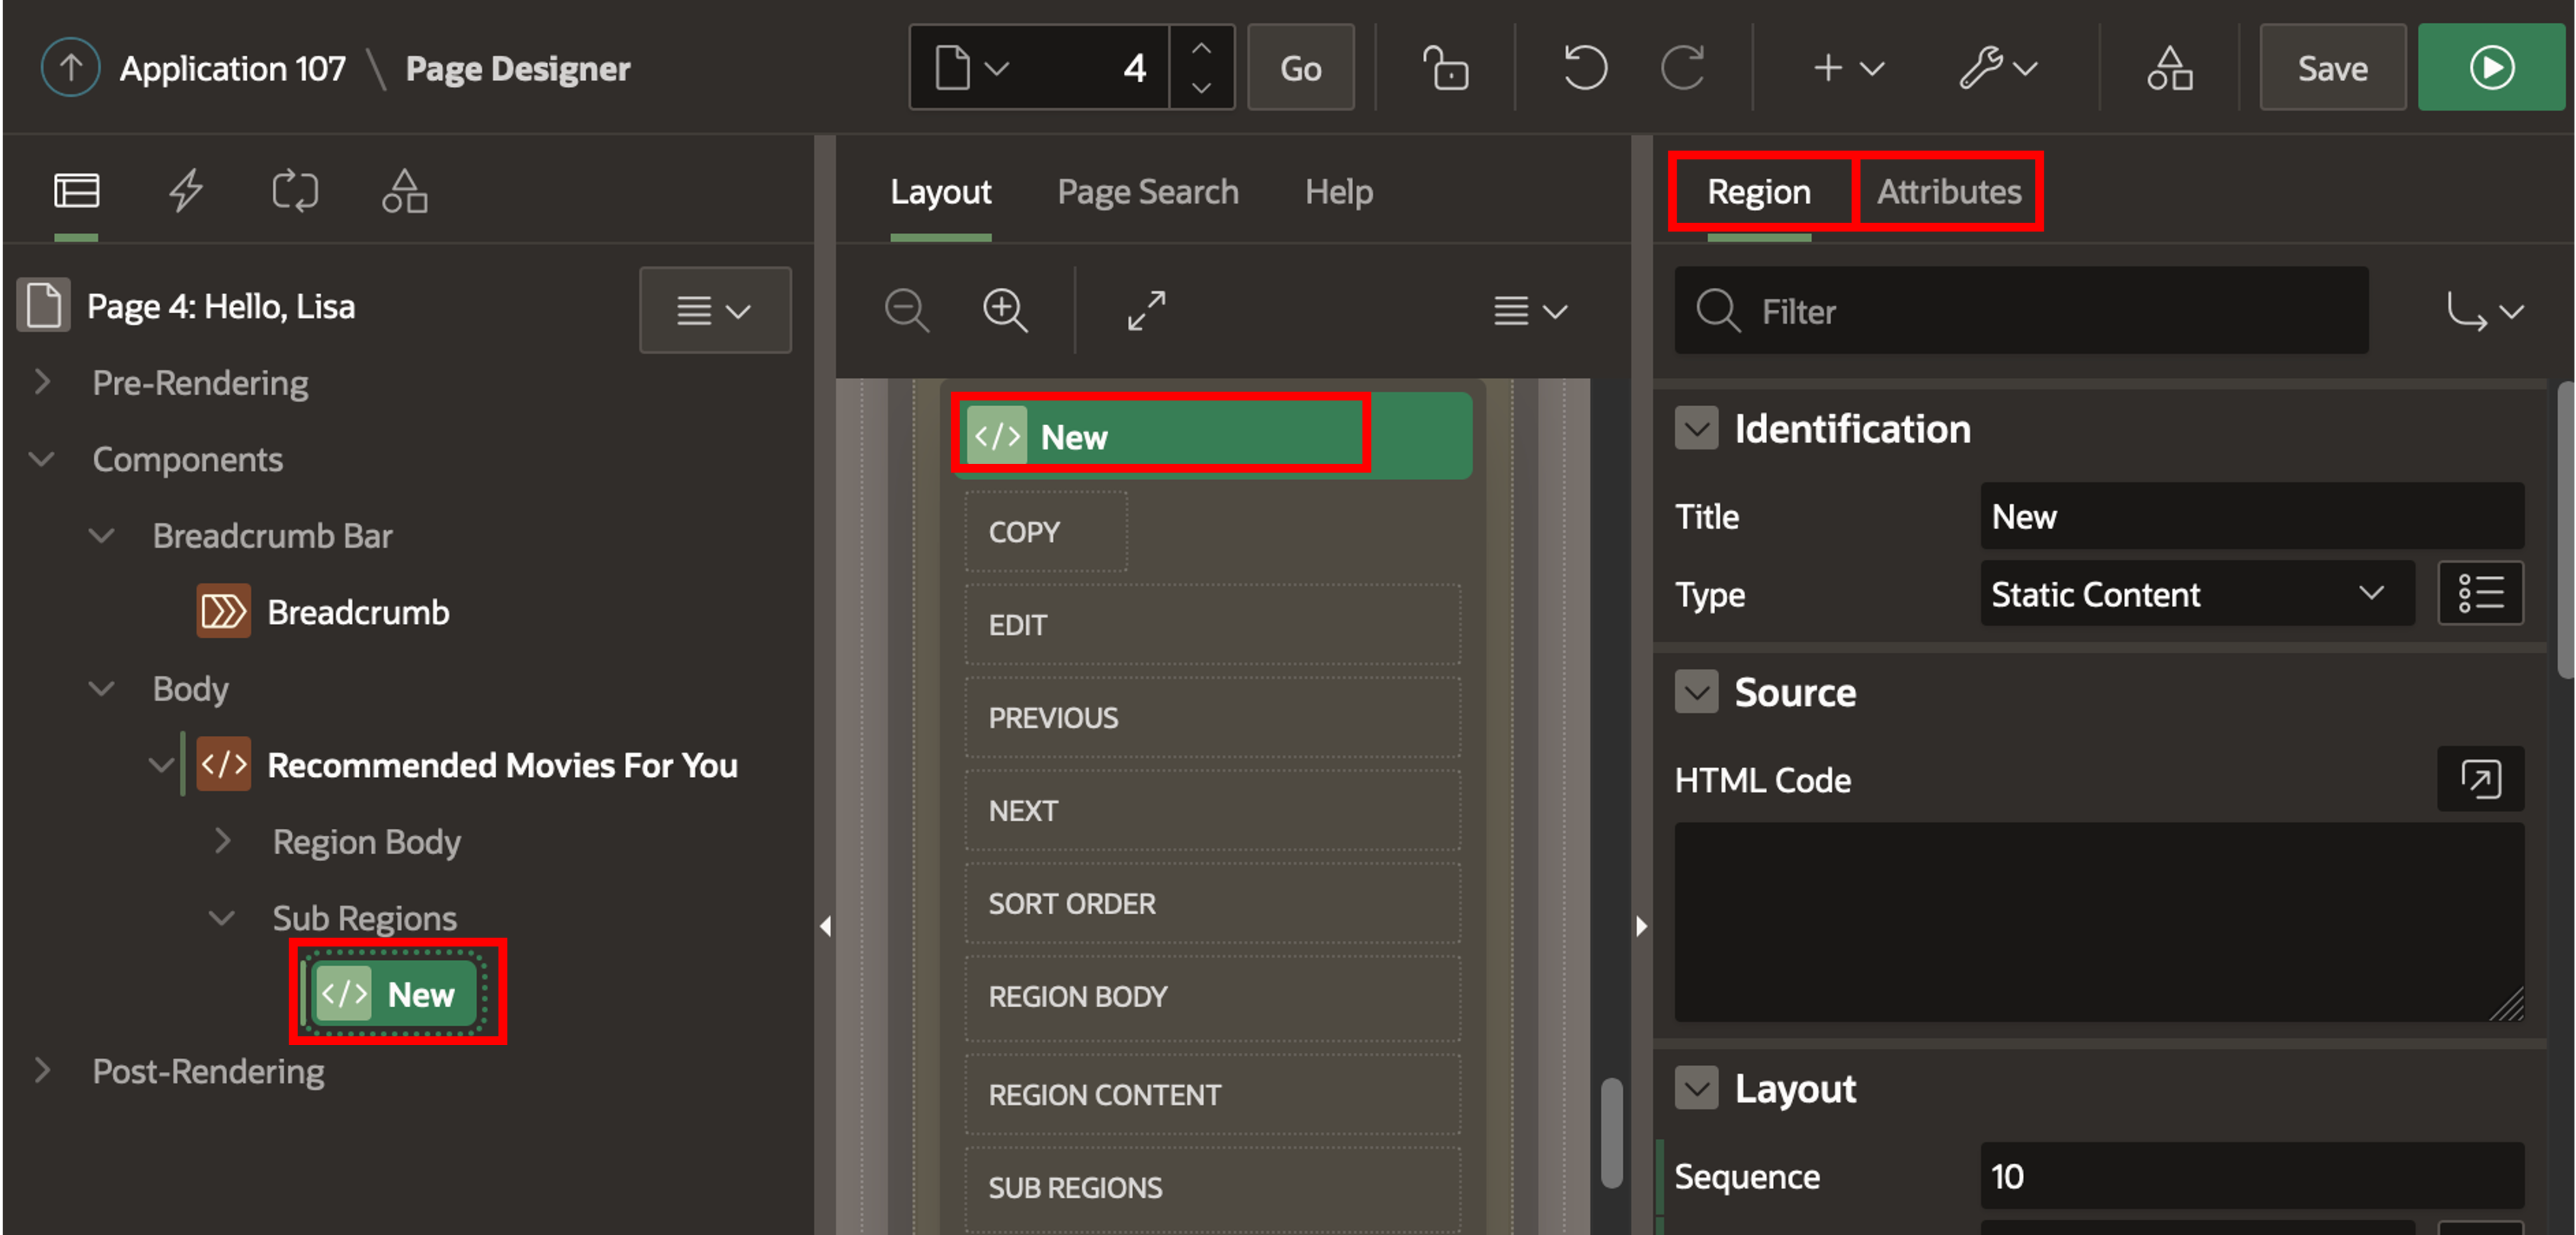 Application 107 \ Page Designer
4
Go
Save
Layout
Page Search
Help
Region
Attributes
Page 4: Hello, Lisa
Pre-Rendering
Components
Breadcrumb Bar
Breadcrumb
Body
</> Recommended Movies For You
Region Body
Sub Regions
</> New
Post-Rendering
</> New
COPY
EDIT
PREVIOUS
NEXT
SORT ORDER
REGION BODY
REGION CONTENT
SUB REGIONS
Filter
Identification
Title
New
Type
Static Content
Source
HTML Code
Layout
Sequence
10